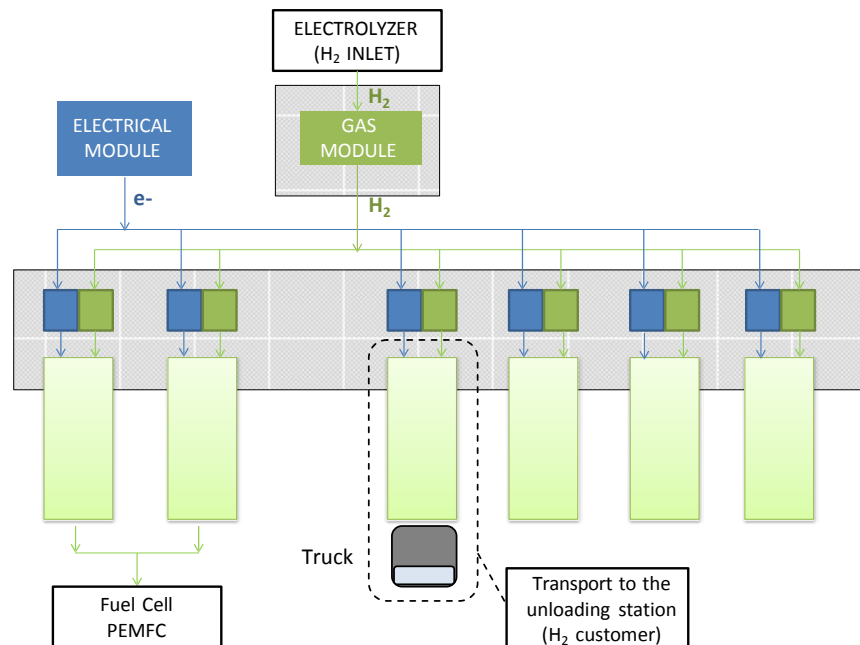 ELECTROLYZER
(H₂ INLET)
H₂
ELECTRICAL
MODULE
GAS
MODULE
e-
H₂
Truck
Fuel Cell
PEMFC
Transport to the
unloading station
(H₂ customer)